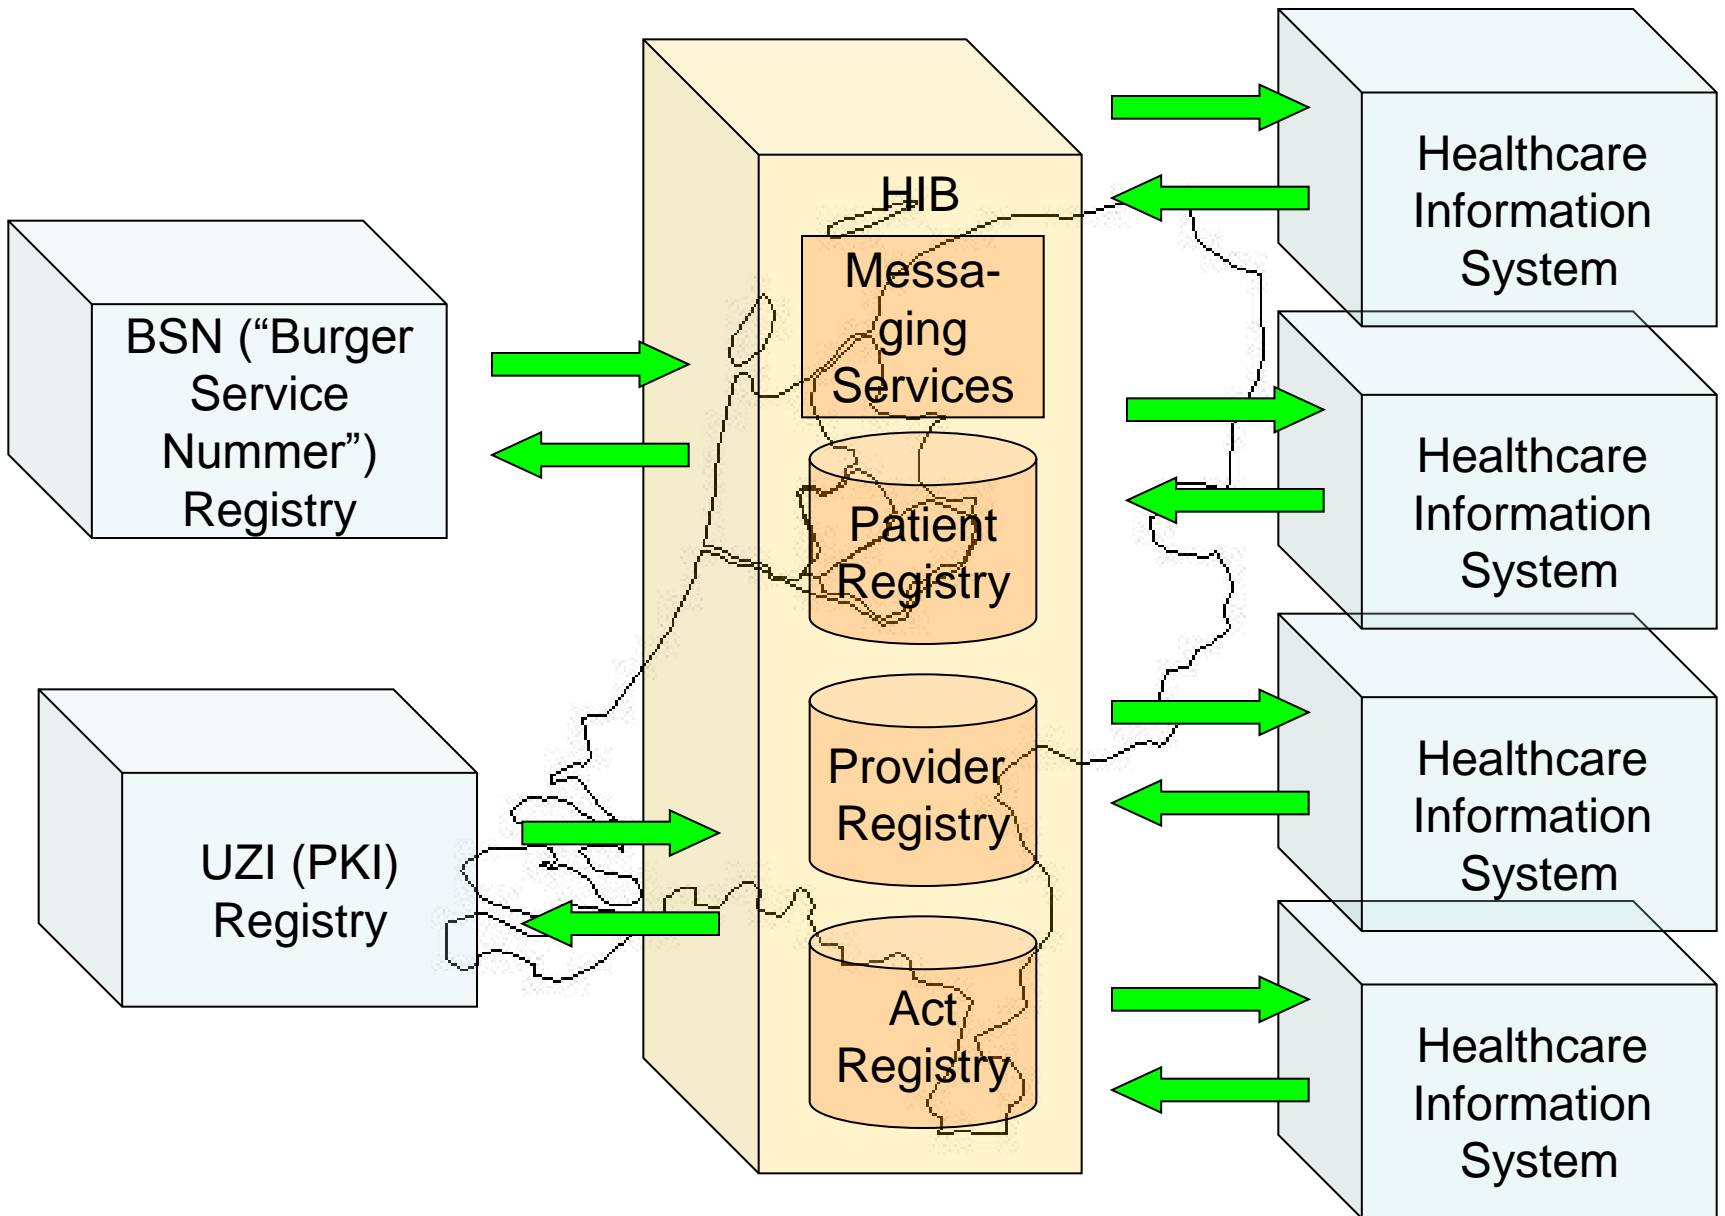 BSN (“Burger
Service
Nummer”)
Registry
UZI (PKI)
Registry
HIB
Messa-
ging
Services
Patient
Registry
Provider
Registry
Act
Registry
Healthcare
Information
System
Healthcare
Information
System
Healthcare
Information
System
Healthcare
Information
System